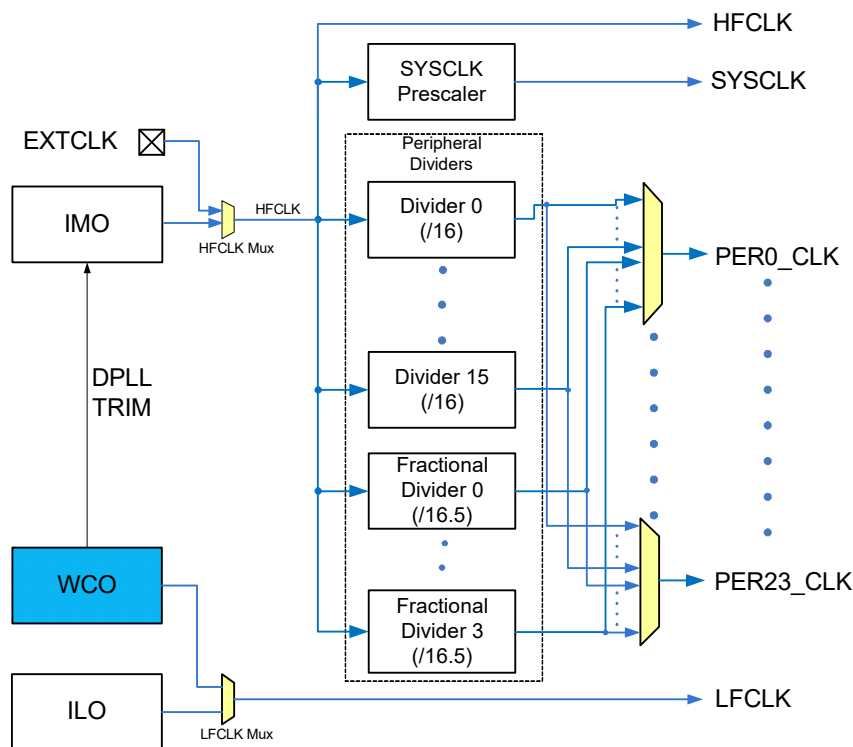 HFCLK
SYSCLK
Prescaler
SYSCLK
EXTCLK
Peripheral
Dividers
IMO
HFCLK
HFCLK Mux
Divider 0
(/16)
PER0_CLK
DPLL
TRIM
Divider 15
(/16)
Fractional
Divider 0
(/16.5)
WCO
PER23_CLK
Fractional
Divider 3
(/16.5)
ILO
LFCLK Mux
LFCLK